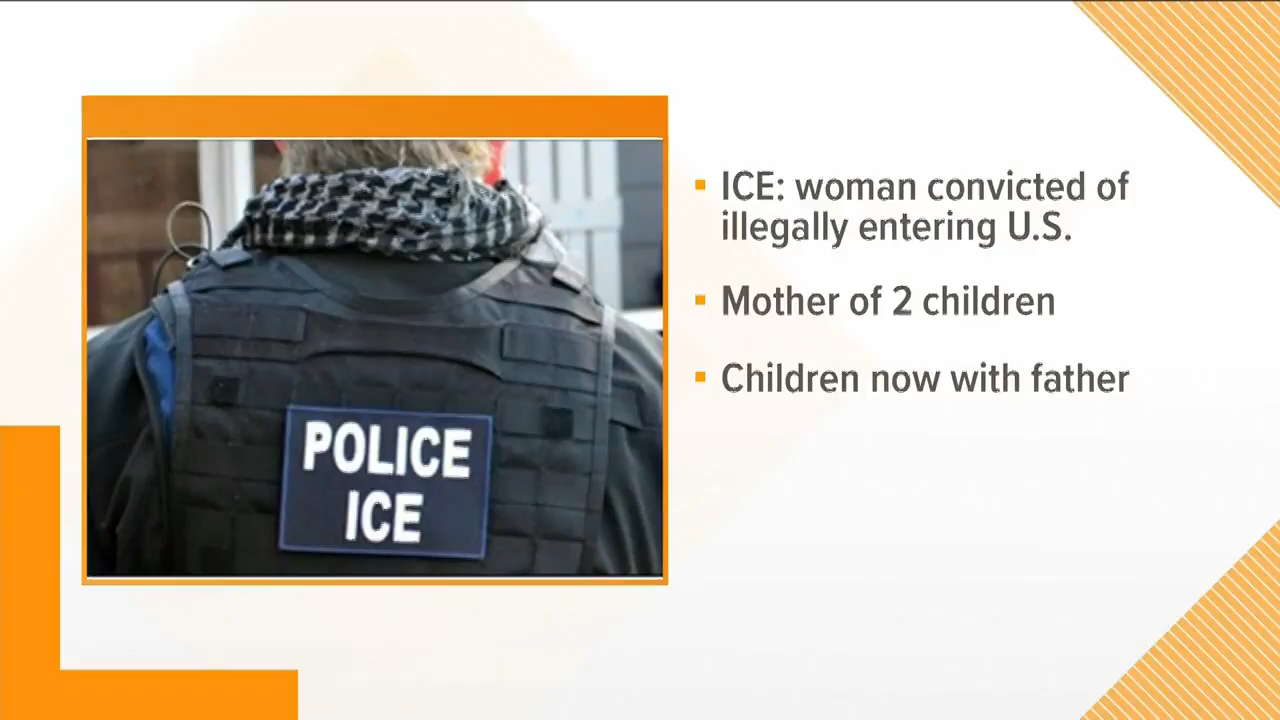 ICE: woman convicted of
illegally entering U.S.
Mother of 2 children
Children now with father
POLICE
ICE